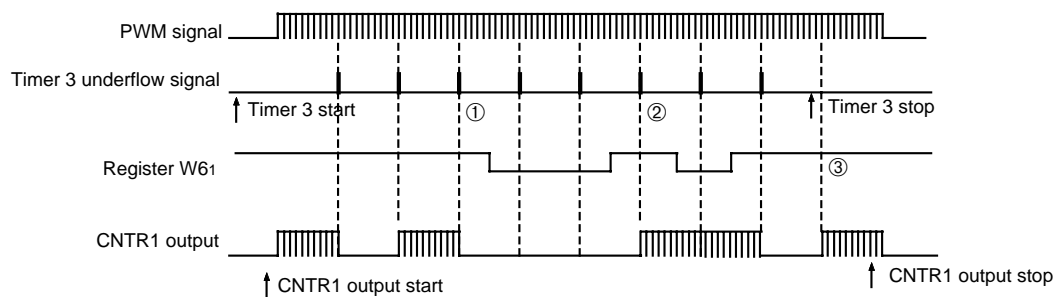 PWM signal
Timer 3 underflow signal
Timer 3 start
①
②
Timer 3 stop
Register W61
③
CNTR1 output
CNTR1 output start
CNTR1 output stop